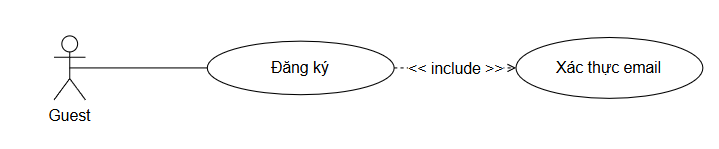 Đăng ký
<< include >>
Xác thực email
Guest